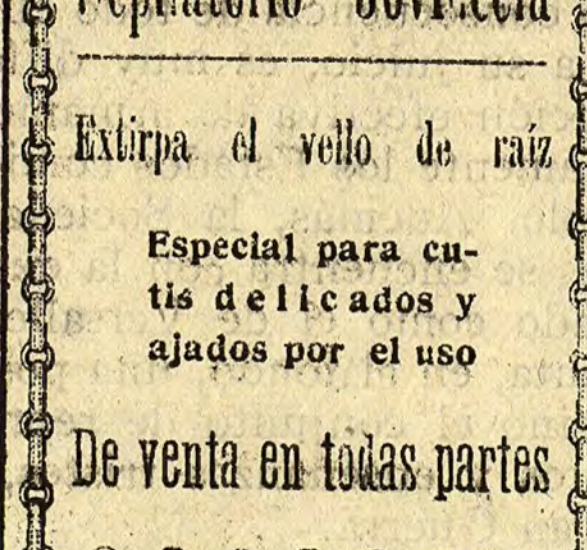 Depilatorio
Extirpa el vello de raíz
Especial para cu-
tis delicados y
ajados por el uso
De venta en todas partes